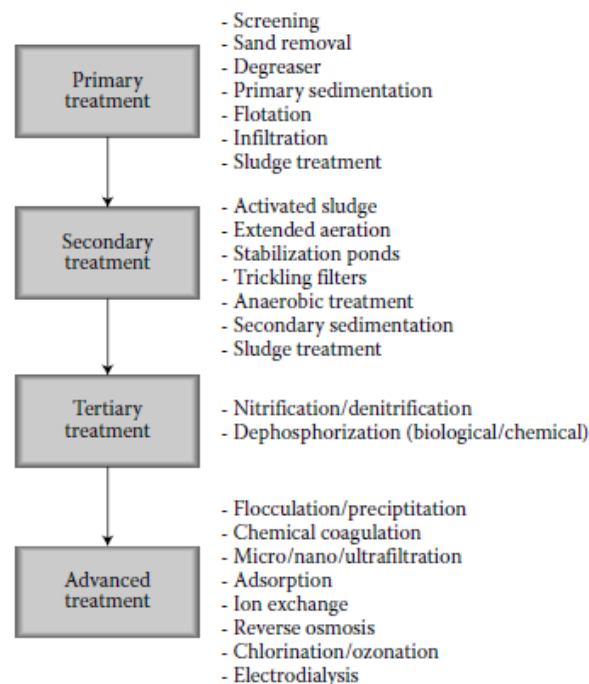 Primary
treatment
- Screening
- Sand removal
- Degreaser
- Primary sedimentation
- Flotation
- Infiltration
- Sludge treatment
Secondary
treatment
- Activated sludge
- Extended aeration
- Stabilization ponds
- Trickling filters
- Anaerobic treatment
- Secondary sedimentation
- Sludge treatment
Tertiary
treatment
- Nitrification/denitrification
- Dephosphorization (biological/chemical)
Advanced
treatment
- Flocculation/preciptitation
- Chemical coagulation
- Micro/nano/ultrafiltration
- Adsorption
- Ion exchange
- Reverse osmosis
- Chlorination/ozonation
- Electrodialysis